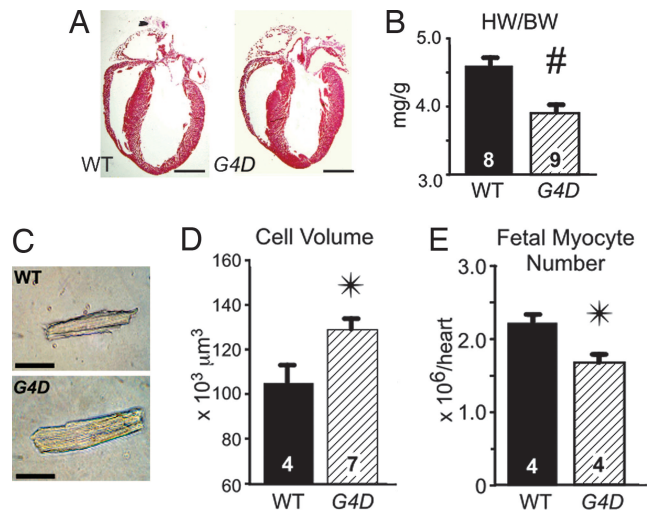 A
WT
G4D
B
HW/BW
mg/g
5.0
4.0
3.0
#
8
9
WT
G4D
C
WT
G4D
D
Cell Volume
x 10³ µm³
160
140
120
100
80
60
4
7
WT
G4D
E
Fetal Myocyte
Number
x 10⁶/heart
3.0
2.0
1.0
0
4
4
WT
G4D